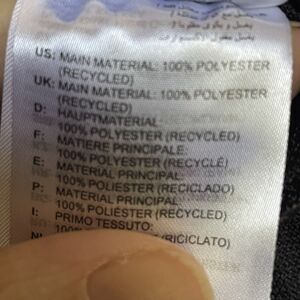 US: MAIN MATERIAL: 100% POLYESTER
(RECYCLED)
UK: MAIN MATERIAL: 100% POLYESTER
(RECYCLED)
D: HAUPTMATERIAL:
100% POLYESTER (RECYCLED)
F: MATIERE PRINCIPALE:
100% POLYESTER (RECYCLÉ)
E: MATERIAL PRINCIPAL:
100% POLIÉSTER (RECICLADO)
P: MATERIAL PRINCIPAL:
100% POLIÉSTER (RECICLADO)
I: PRIMO TESSUTO:
(RICICLATO)